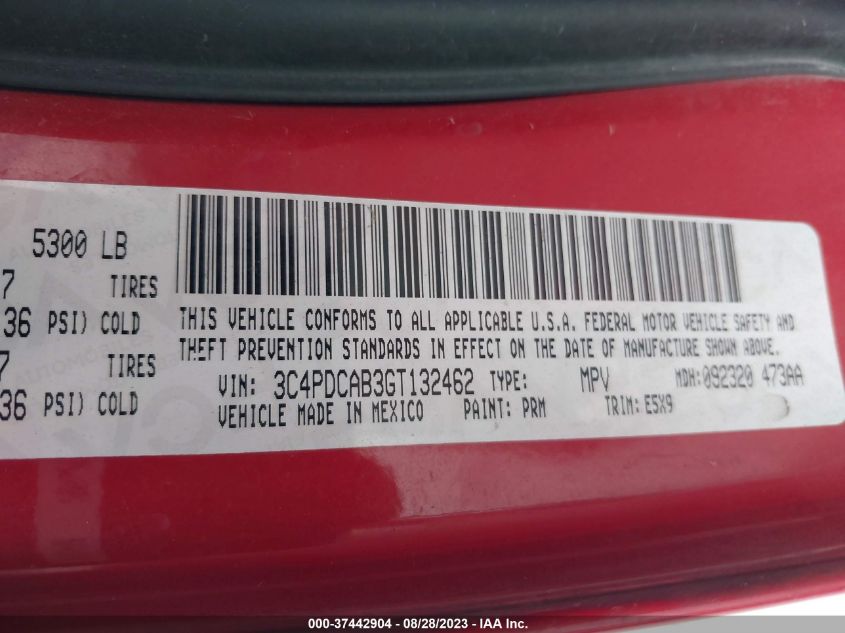 5300 LB
7 TIRES
36 PSI) COLD
7 TIRES
36 PSI) COLD
THIS VEHICLE CONFORMS TO ALL APPLICABLE U.S.A. FEDERAL MOTOR VEHICLE SAFETY AND
THEFT PREVENTION STANDARDS IN EFFECT ON THE DATE OF MANUFACTURE SHOWN ABOVE.
VIN: 3C4PDCAB3GT132462 TYPE: MPV MDH: 092320 473AA
VEHICLE MADE IN MEXICO PAINT: PRM TRIM: E5X9
000-37442904 | 08/28/2023 - © IAA Inc.